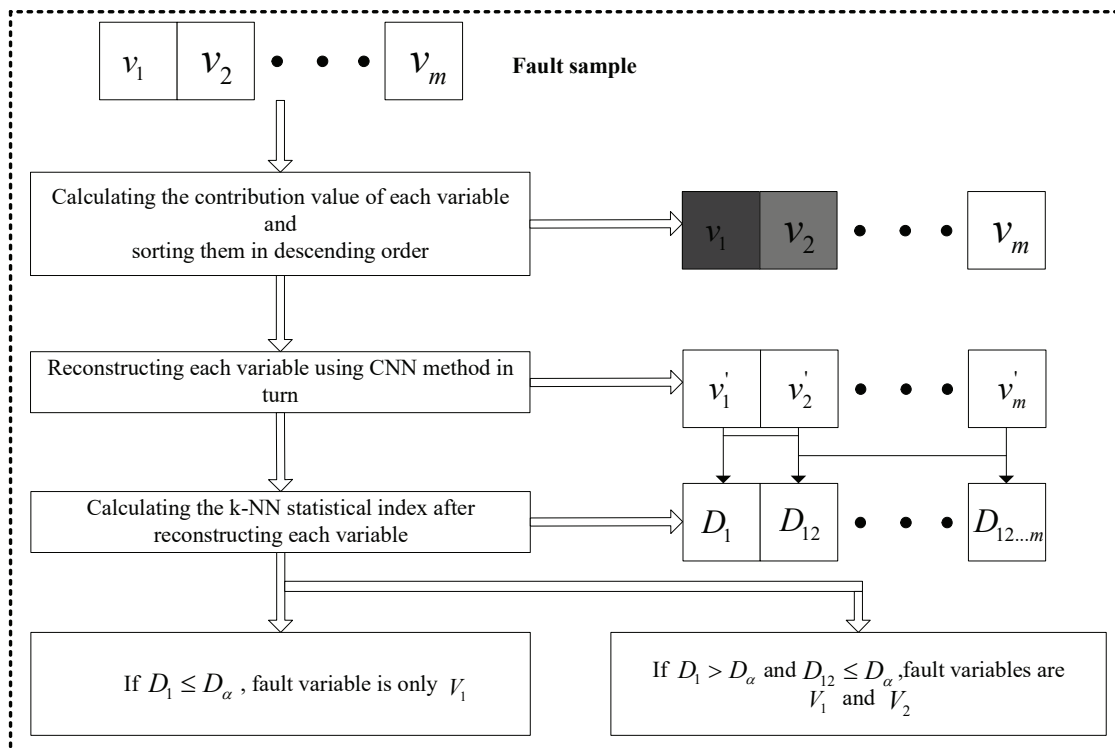 v₁ v₂ • • • vₘ Fault sample
Calculating the contribution value of each variable
and
sorting them in descending order
v₁ v₂ • • • vₘ
Reconstructing each variable using CNN method in
turn
v₁' v₂' • • • vₘ'
Calculating the k-NN statistical index after
reconstructing each variable
D₁ D₁₂ • • • D₁₂...ₘ
If D₁ ≤ Dα , fault variable is only V₁
If D₁ > Dα and D₁₂ ≤ Dα ,fault variables are
V₁ and V₂